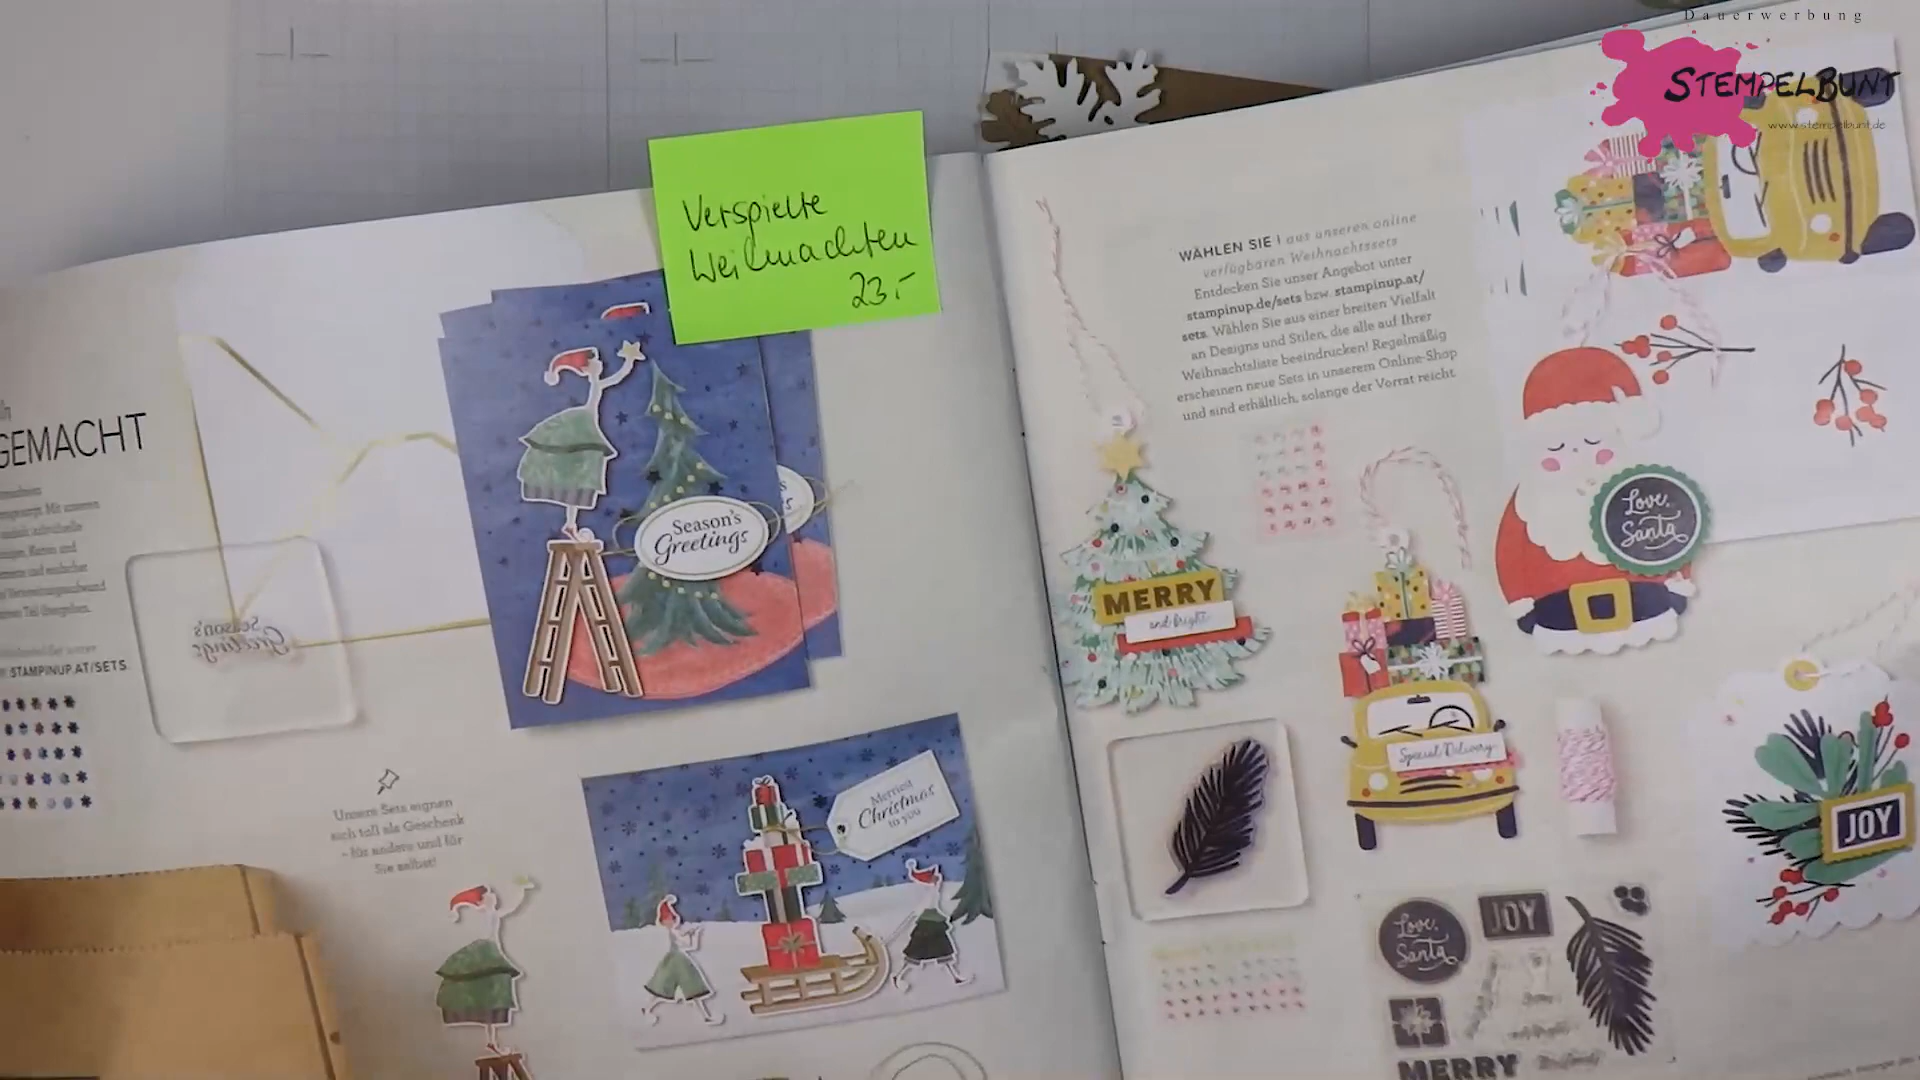 Dauerwerbung
STEMPELBUNT
www.stempelbunt.de
Verspielte
Weihnachten
23,-
GEMACHT
STAMPINUP.AT/SETS
Season's
Greetings
Season's
Greetings
Unsere Sets eignen
sich toll als Geschenk
– für andere und für
Sie selbst!
Merriest
Christmas
to you
WÄHLEN SIE | aus unseren online
verfügbaren Weihnachtssets
Entdecken Sie unser Angebot unter
stampinup.de/sets bzw. stampinup.at/
sets. Wählen Sie aus einer breiten Vielfalt
an Designs und Stilen, die alle auf Ihrer
Weihnachtsliste beeindrucken! Regelmäßig
erscheinen neue Sets in unserem Online-Shop
und sind erhältlich, solange der Vorrat reicht
Love,
Santa
MERRY
and bright
Special Delivery
JOY
Love,
Santa
JOY
MERRY